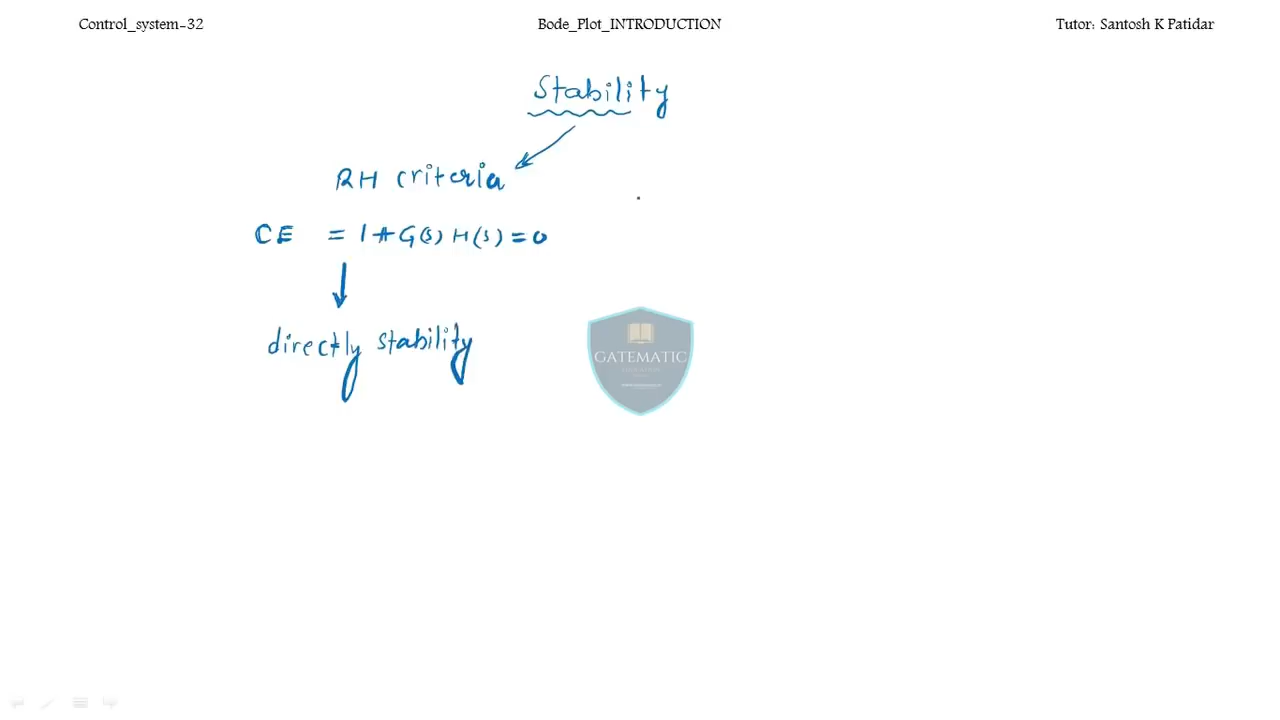 Control_system-32
Bode_Plot_INTRODUCTION
Tutor: Santosh K Patidar
Stability
RH criteria
CE = 1 + G(s) H(s) = 0
directly stability
GATEMATIC